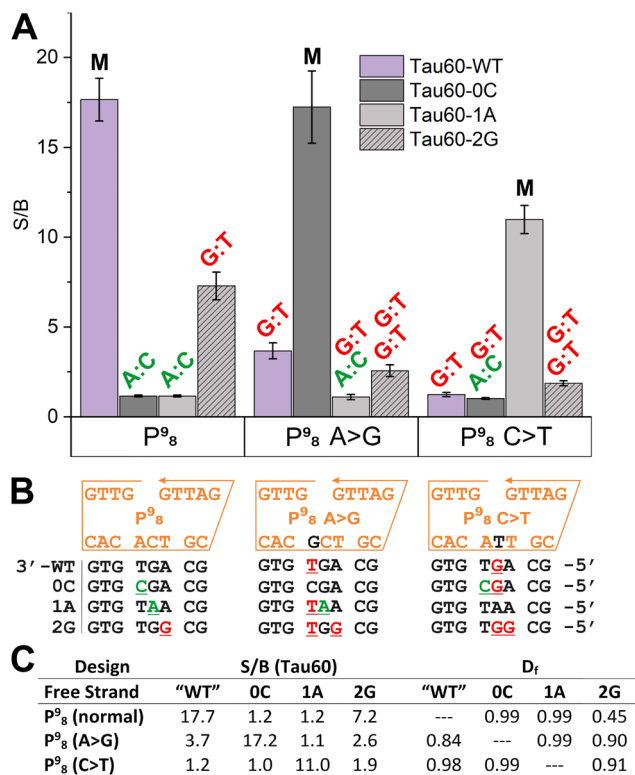 A
M
M
M
Tau60-WT
Tau60-0C
Tau60-1A
Tau60-2G
20
15
10
5
0
S/B
A:C
A:C
G:T
G:T
G:T
A:C
G:T
G:T
G:T
G:T
A:C
G:T
G:T
P⁹₈ P⁹₈ A>G P⁹₈ C>T
B
GTTG GTTAG GTTG GTTAG GTTG GTTAG
P⁹₈ P⁹₈ A>G P⁹₈ C>T
CAC ACT GC CAC GCT GC CAC ATT GC
3'-WT GTG TGA CG GTG TGA CG GTG TGA CG -5'
0C GTG CGA CG GTG CGA CG GTG CGA CG -5'
1A GTG TAA CG GTG TAA CG GTG TAA CG -5'
2G GTG TGG CG GTG TGG CG GTG TGG CG -5'
C
Design S/B (Tau60) Df
Free Strand “WT” 0C 1A 2G “WT” 0C 1A 2G
P⁹₈ (normal) 17.7 1.2 1.2 7.2 --- 0.99 0.99 0.45
P⁹₈ (A>G) 3.7 17.2 1.1 2.6 0.84 --- 0.99 0.90
P⁹₈ (C>T) 1.2 1.0 11.0 1.9 0.98 0.99 --- 0.91